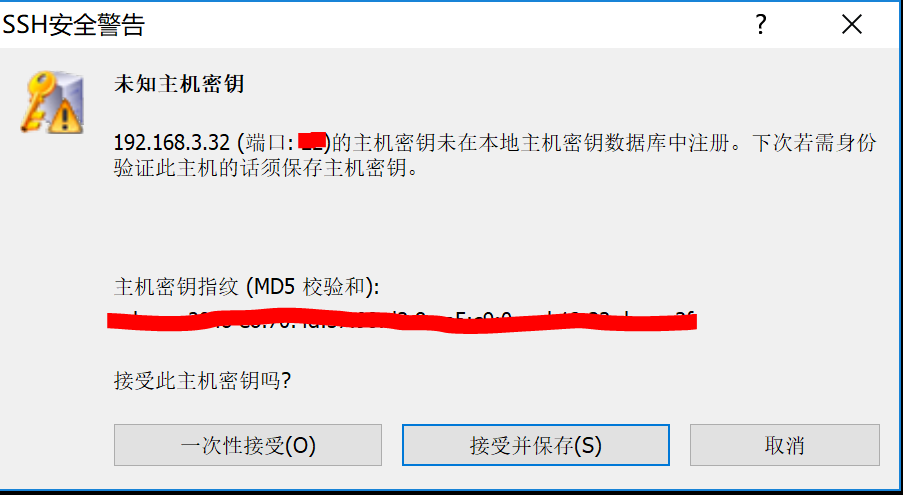 SSH安全警告
未知主机密钥
192.168.3.32 (端口: )的主机密钥未在本地主机密钥数据库中注册。下次若需身份
验证此主机的话须保存主机密钥。
主机密钥指纹 (MD5 校验和):
接受此主机密钥吗?
一次性接受(O) 接受并保存(S) 取消